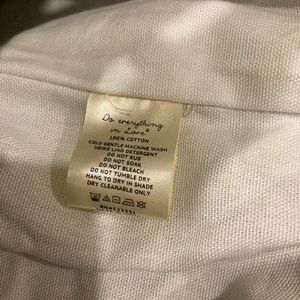 Do everything
in Love®
100% COTTON
COLD GENTLE MACHINE WASH
USING LIKE DETERGENT
DO NOT RUB
DO NOT SOAK
DO NOT BLEACH
DO NOT TUMBLE DRY
HANG TO DRY IN SHADE
DRY CLEANABLE ONLY